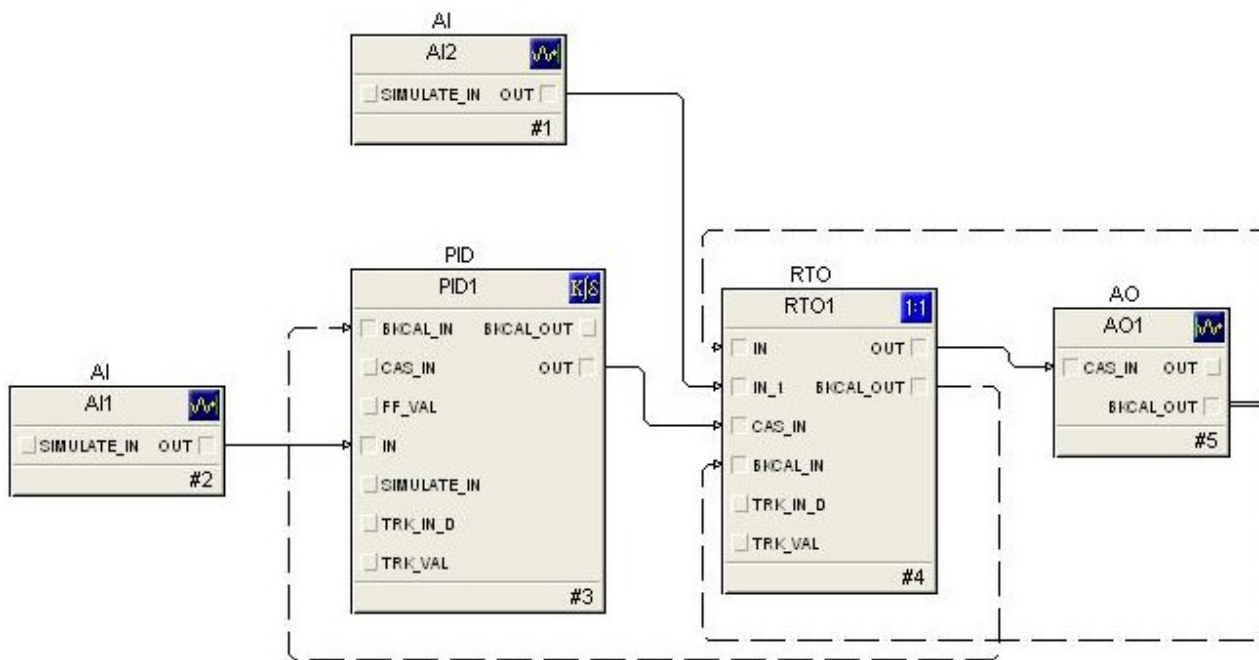 AI
AI2
SIMULATE_IN OUT
#1
PID
PID1
K∫δ
BKCAL_IN BKCAL_OUT
CAS_IN OUT
FF_VAL
IN
SIMULATE_IN
TRK_IN_D
TRK_VAL
#3
AI
AI1
SIMULATE_IN OUT
#2
RTO
RTO1
1:1
IN OUT
IN_1 BKCAL_OUT
CAS_IN
BKCAL_IN
TRK_IN_D
TRK_VAL
#4
AO
AO1
CAS_IN OUT
BKCAL_OUT
#5